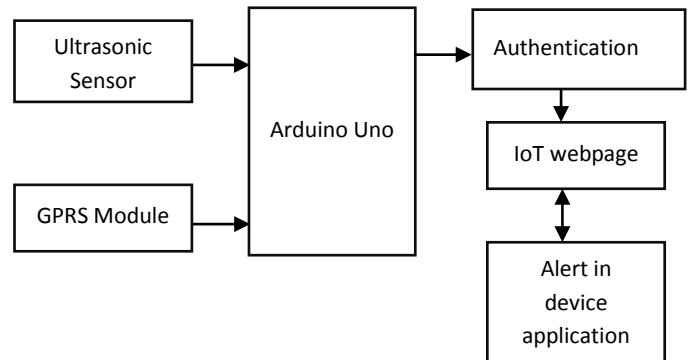 Ultrasonic
Sensor
Arduino Uno
GPRS Module
Authentication
IoT webpage
Alert in
device
application